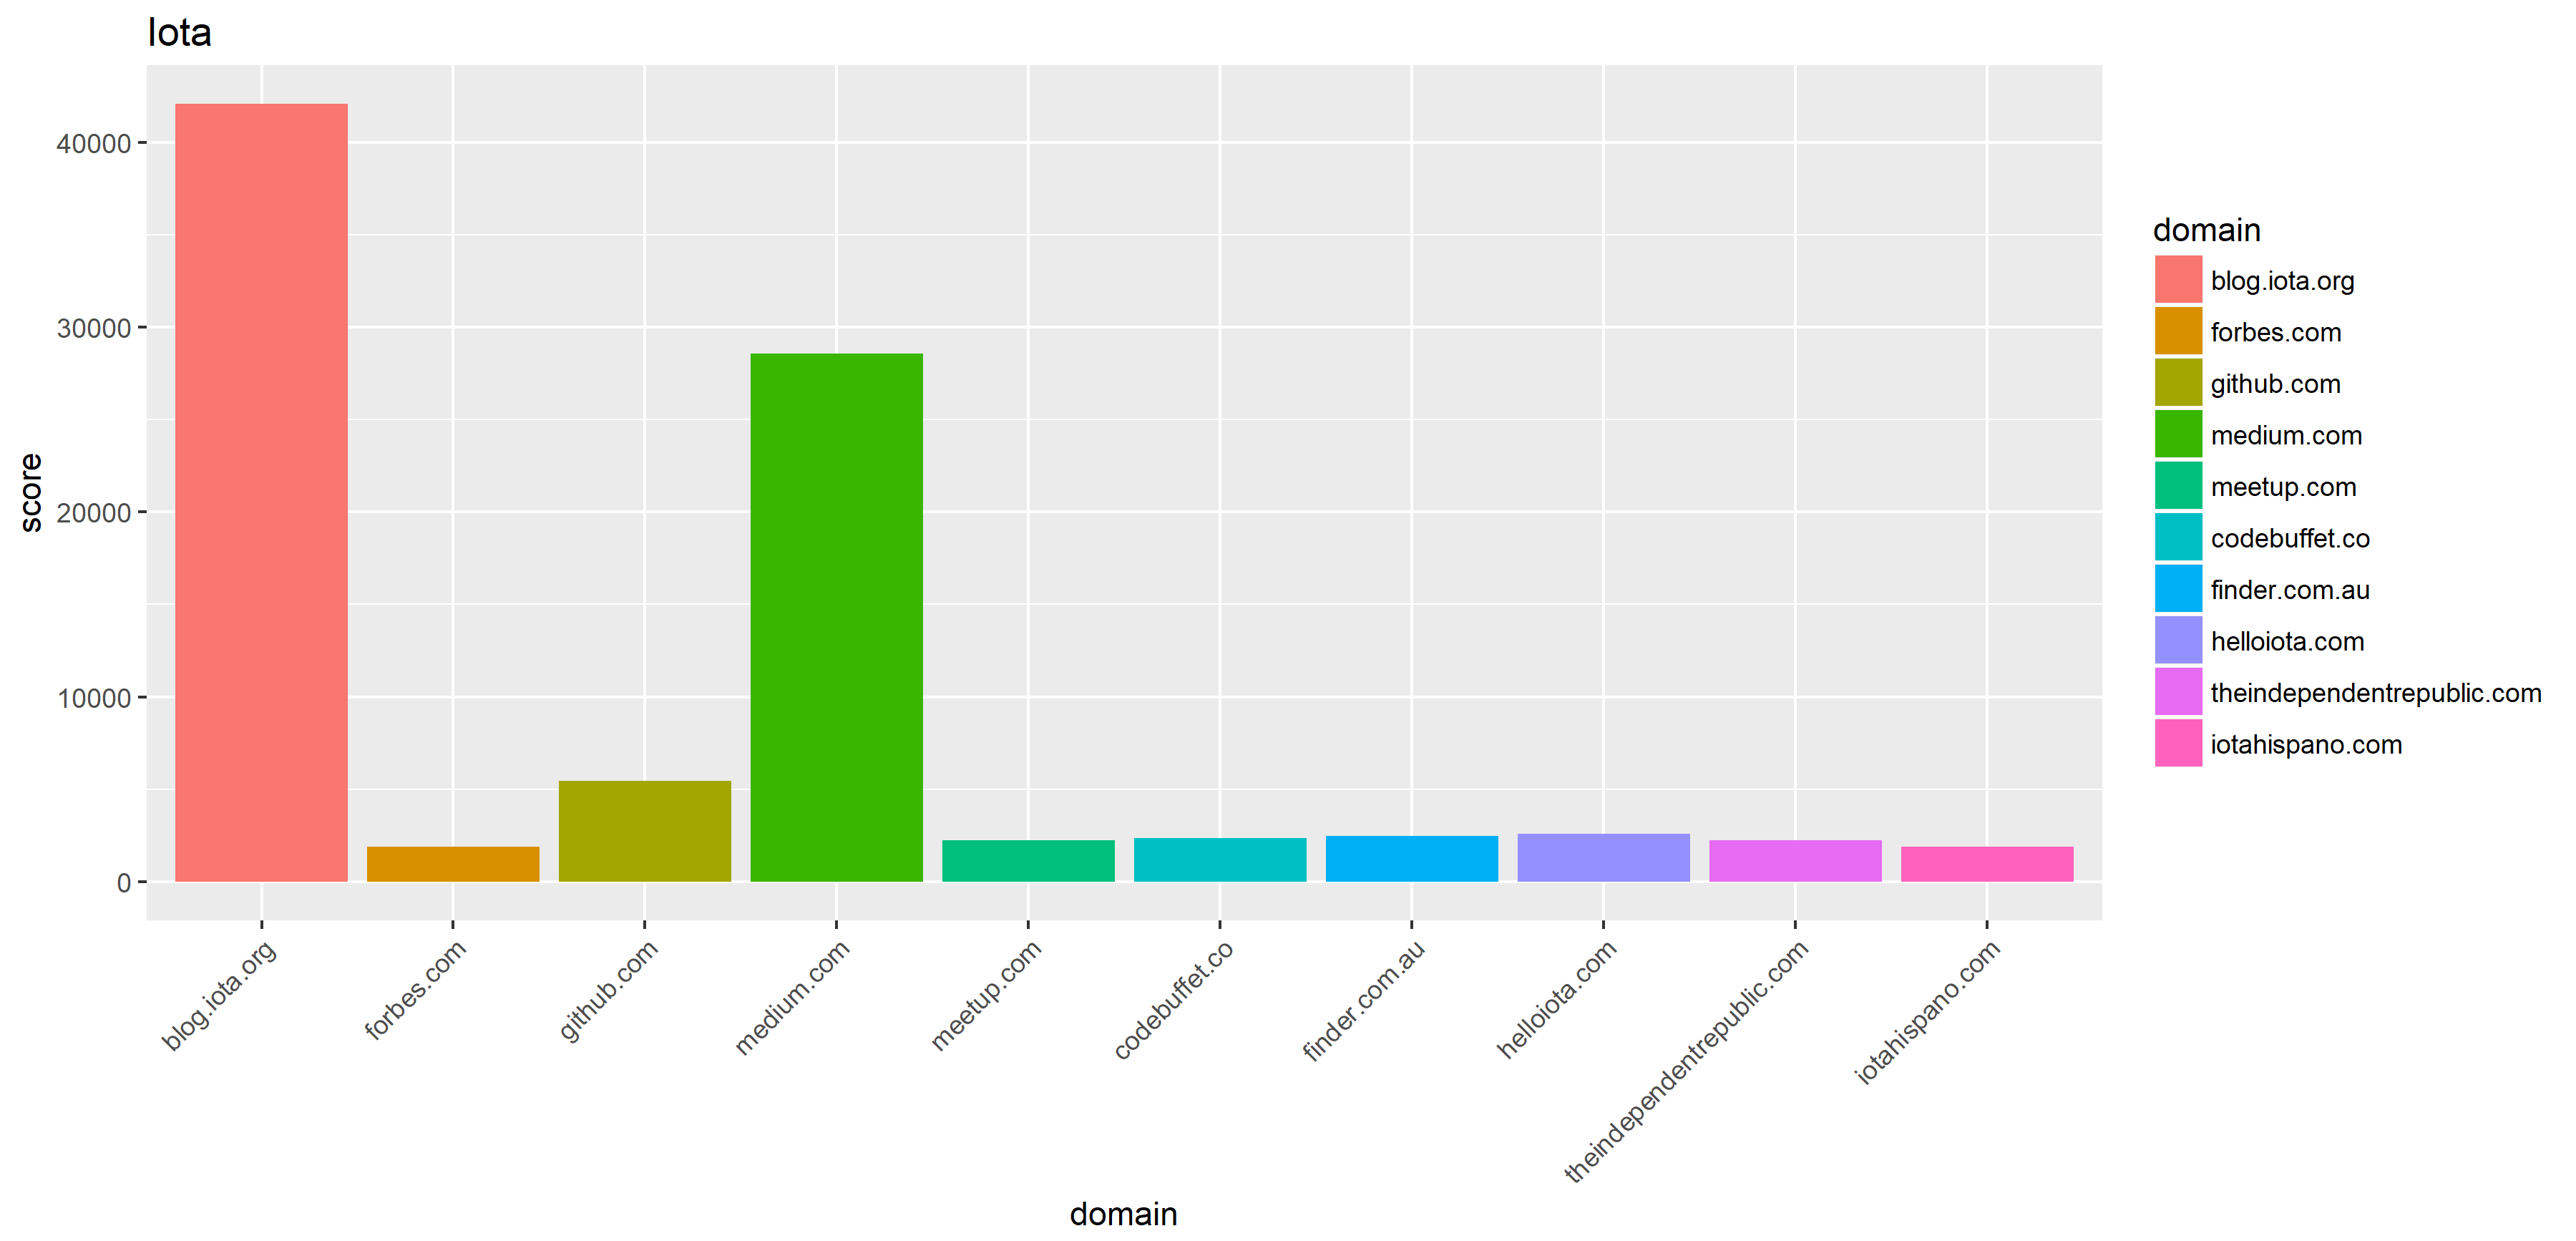 Iota
score
40000
30000
20000
10000
0
blog.iota.org
forbes.com
github.com
medium.com
meetup.com
codebuffet.co
finder.com.au
helloiota.com
theindependentrepublic.com
iotahispano.com
domain
domain
blog.iota.org
forbes.com
github.com
medium.com
meetup.com
codebuffet.co
finder.com.au
helloiota.com
theindependentrepublic.com
iotahispano.com